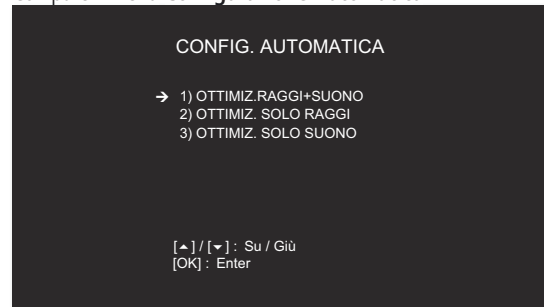 CONFIG. AUTOMATICA
➔ 1) OTTIMIZ.RAGGI+SUONO
2) OTTIMIZ. SOLO RAGGI
3) OTTIMIZ. SOLO SUONO
[▲] / [▼] : Su / Giù
[OK] : Enter